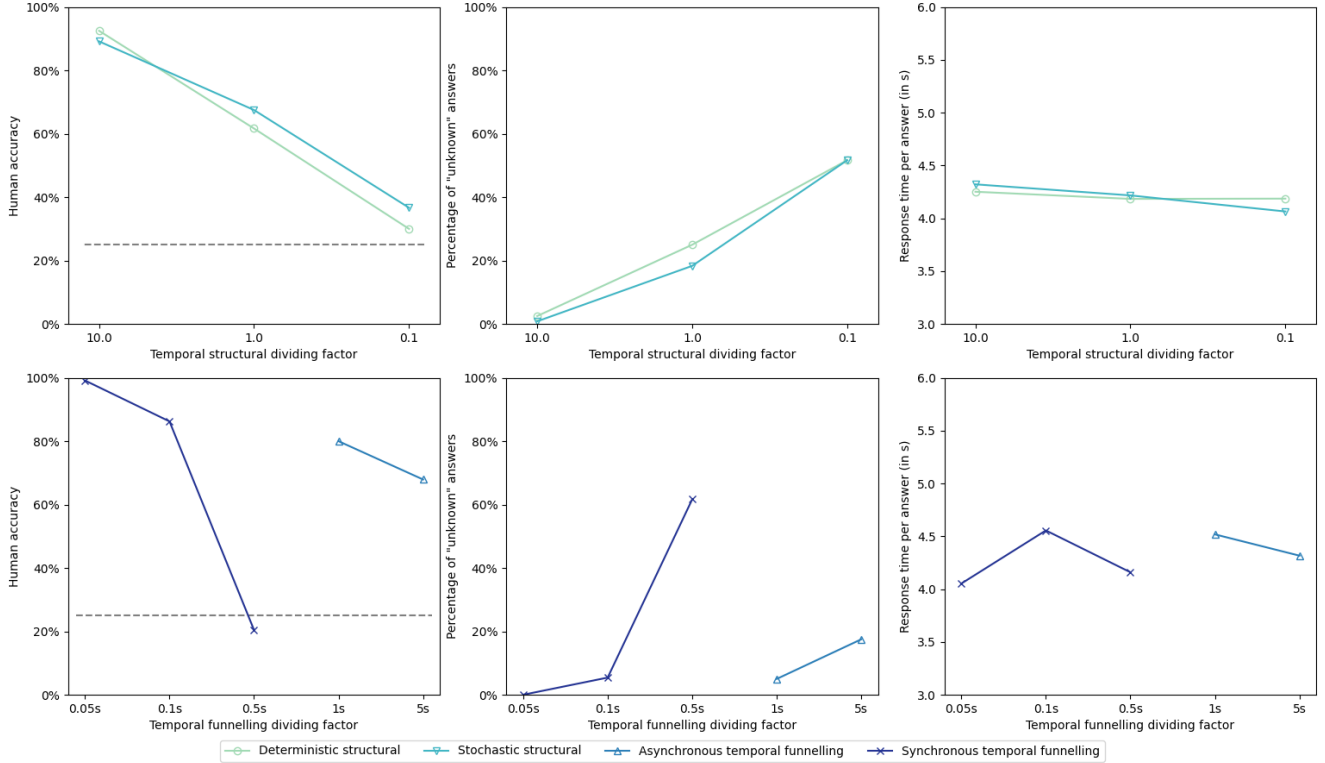 100%
80%
60%
40%
20%
0%
Human accuracy
10.0 1.0 0.1
Temporal structural dividing factor
100%
80%
60%
40%
20%
0%
Percentage of "unknown" answers
10.0 1.0 0.1
Temporal structural dividing factor
6.0
5.5
5.0
4.5
4.0
3.5
3.0
Response time per answer (in s)
10.0 1.0 0.1
Temporal structural dividing factor
100%
80%
60%
40%
20%
0%
Human accuracy
0.05s 0.1s 0.5s 1s 5s
Temporal funnelling dividing factor
100%
80%
60%
40%
20%
0%
Percentage of "unknown" answers
0.05s 0.1s 0.5s 1s 5s
Temporal funnelling dividing factor
6.0
5.5
5.0
4.5
4.0
3.5
3.0
Response time per answer (in s)
0.05s 0.1s 0.5s 1s 5s
Temporal funnelling dividing factor
Deterministic structural Stochastic structural Asynchronous temporal funnelling Synchronous temporal funnelling